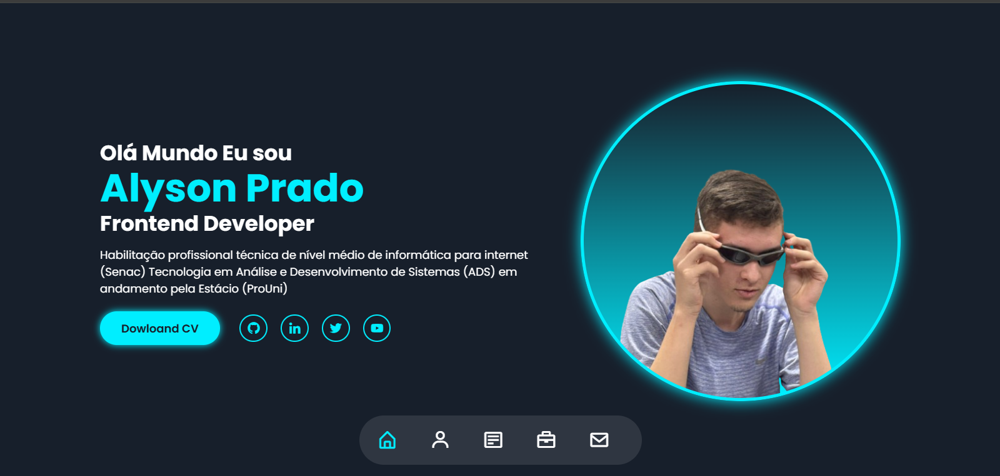 Olá Mundo Eu sou
Alyson Prado
Frontend Developer
Habilitação profissional técnica de nível médio de informática para internet
(Senac) Tecnologia em Análise e Desenvolvimento de Sistemas (ADS) em
andamento pela Estácio (ProUni)
Dowloand CV